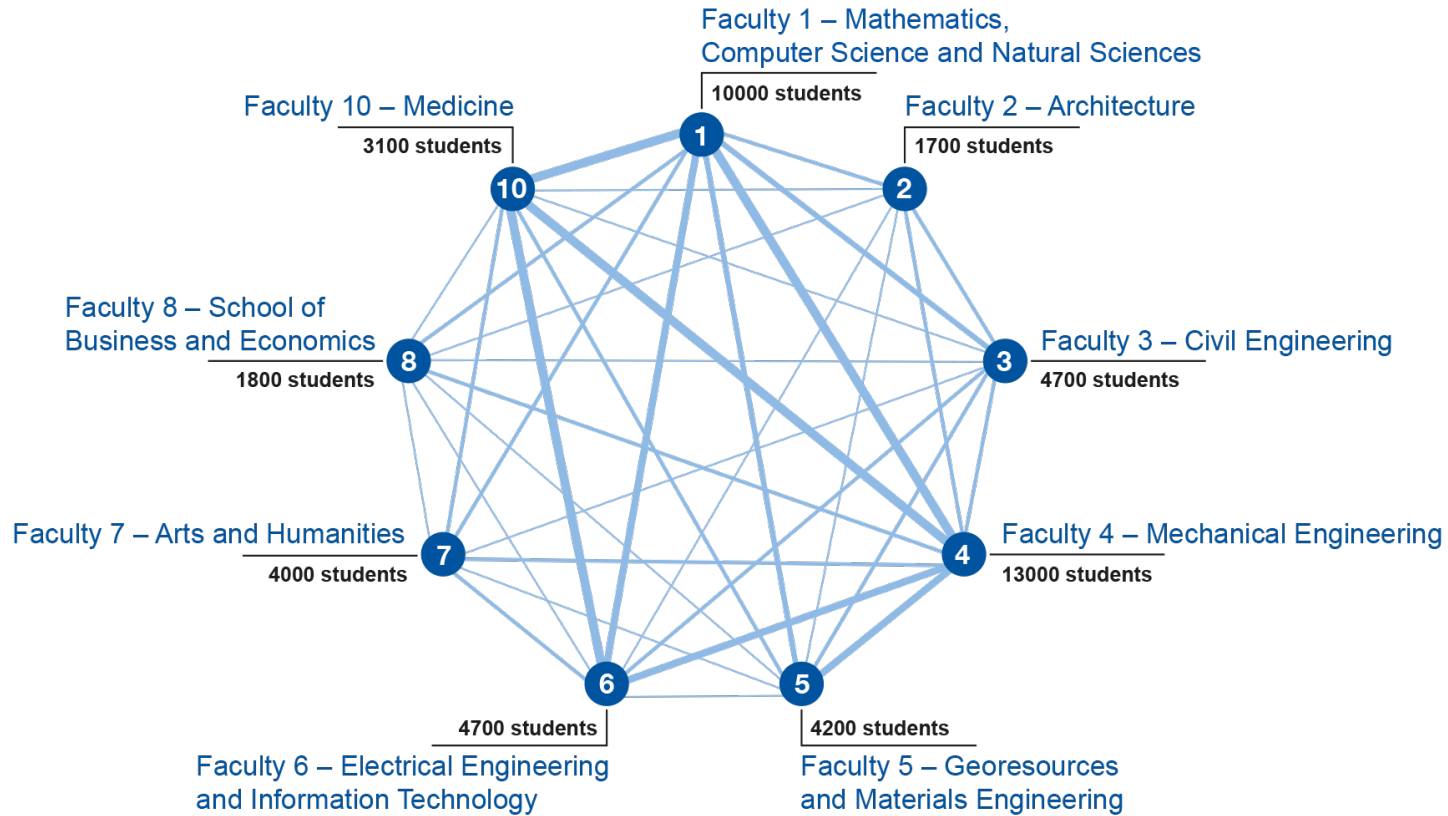 Faculty 1 – Mathematics,
Computer Science and Natural Sciences
10000 students
Faculty 10 – Medicine
3100 students
Faculty 2 – Architecture
1700 students
1
10
2
Faculty 8 – School of
Business and Economics
1800 students
8
3
Faculty 3 – Civil Engineering
4700 students
Faculty 7 – Arts and Humanities
4000 students
7
4
Faculty 4 – Mechanical Engineering
13000 students
6
5
4700 students
Faculty 6 – Electrical Engineering
and Information Technology
4200 students
Faculty 5 – Georesources
and Materials Engineering